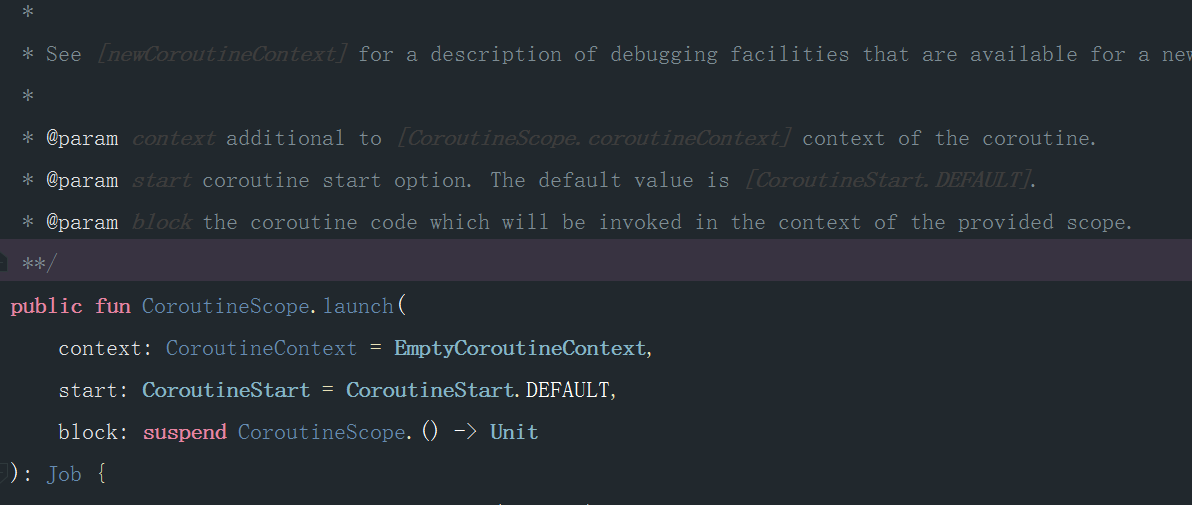 *
* See [newCoroutineContext] for a description of debugging facilities that are available for a new
*
* @param context additional to [CoroutineScope.coroutineContext] context of the coroutine.
* @param start coroutine start option. The default value is [CoroutineStart.DEFAULT].
* @param block the coroutine code which will be invoked in the context of the provided scope.
**/
public fun CoroutineScope.launch(
context: CoroutineContext = EmptyCoroutineContext,
start: CoroutineStart = CoroutineStart.DEFAULT,
block: suspend CoroutineScope.() -> Unit
): Job {